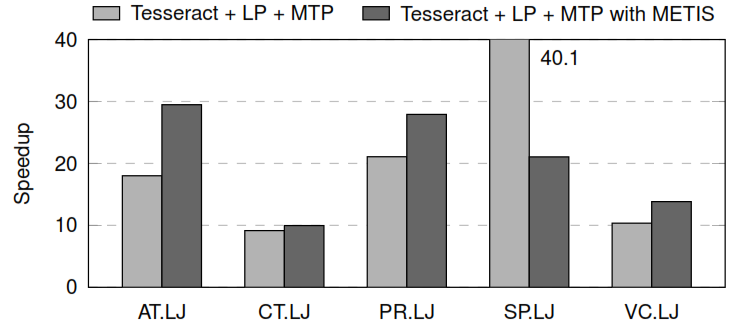 Tesseract + LP + MTP Tesseract + LP + MTP with METIS
40
40.1
30
20
10
0
Speedup
AT.LJ CT.LJ PR.LJ SP.LJ VC.LJ